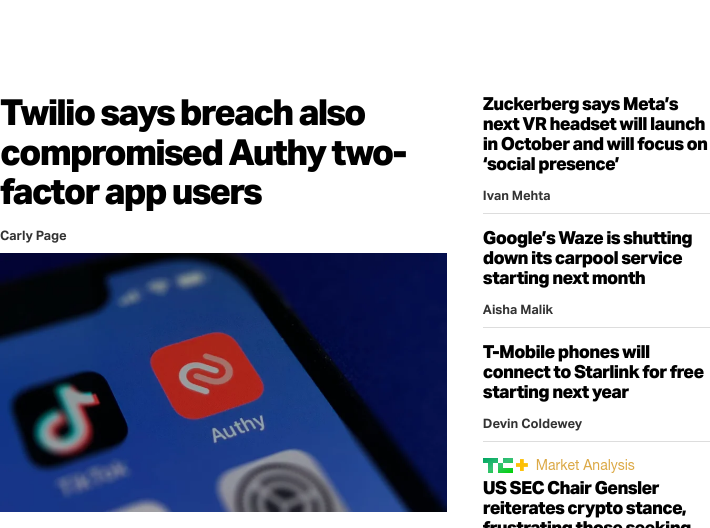 Twilio says breach also
compromised Authy two-
factor app users
Carly Page
Authy
TikTok
Zuckerberg says Meta's
next VR headset will launch
in October and will focus on
‘social presence’
Ivan Mehta
Google's Waze is shutting
down its carpool service
starting next month
Aisha Malik
T-Mobile phones will
connect to Starlink for free
starting next year
Devin Coldewey
TC+ Market Analysis
US SEC Chair Gensler
reiterates crypto stance,
frustrating those seeking